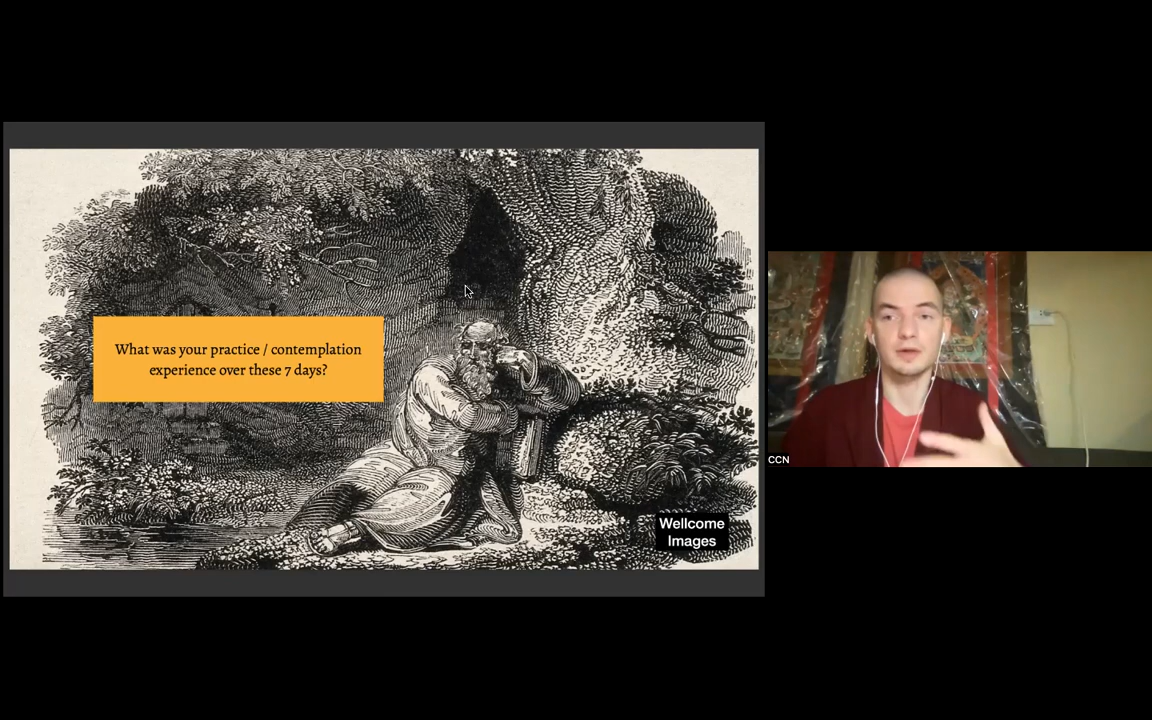 What was your practice / contemplation
experience over these 7 days?
Wellcome
Images
CCN